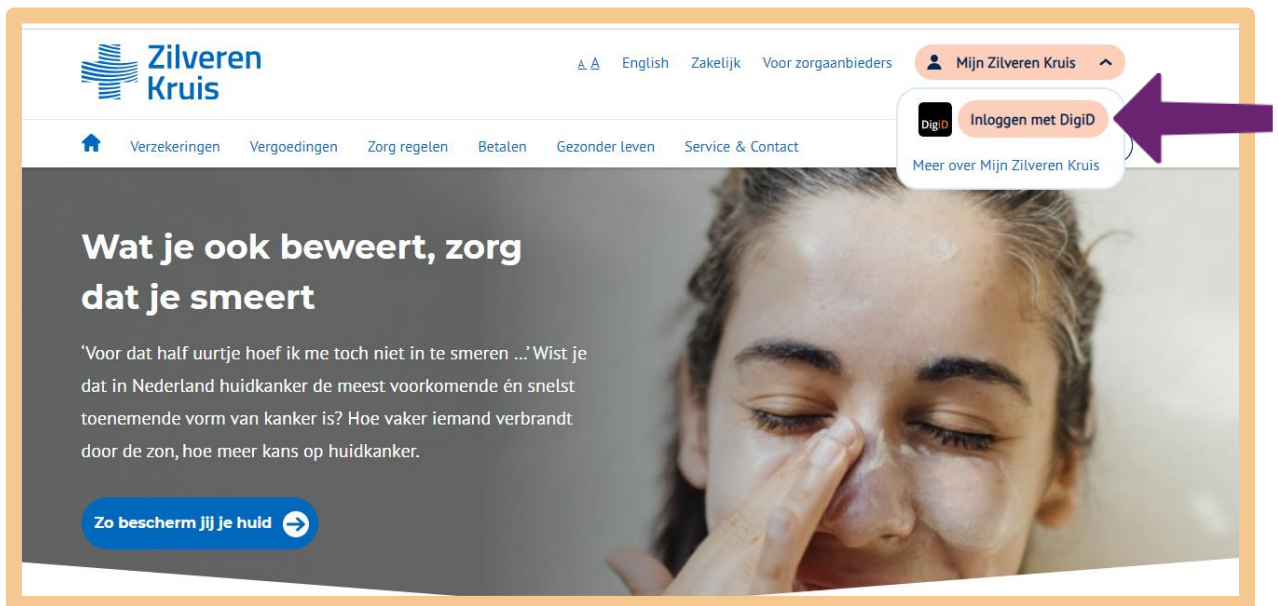 Zilveren
Kruis
A A English Zakelijk Voor zorgaanbieders Mijn Zilveren Kruis
DigiD Inloggen met DigiD
Verzekeringen Vergoedingen Zorg regelen Betalen Gezonder leven Service & Contact
Meer over Mijn Zilveren Kruis
Wat je ook beweert, zorg
dat je smeert
‘Voor dat half uurtje hoef ik me toch niet in te smeren ...’ Wist je
dat in Nederland huidkanker de meest voorkomende én snelst
toenemende vorm van kanker is? Hoe vaker iemand verbrandt
door de zon, hoe meer kans op huidkanker.
Zo bescherm jij je huid